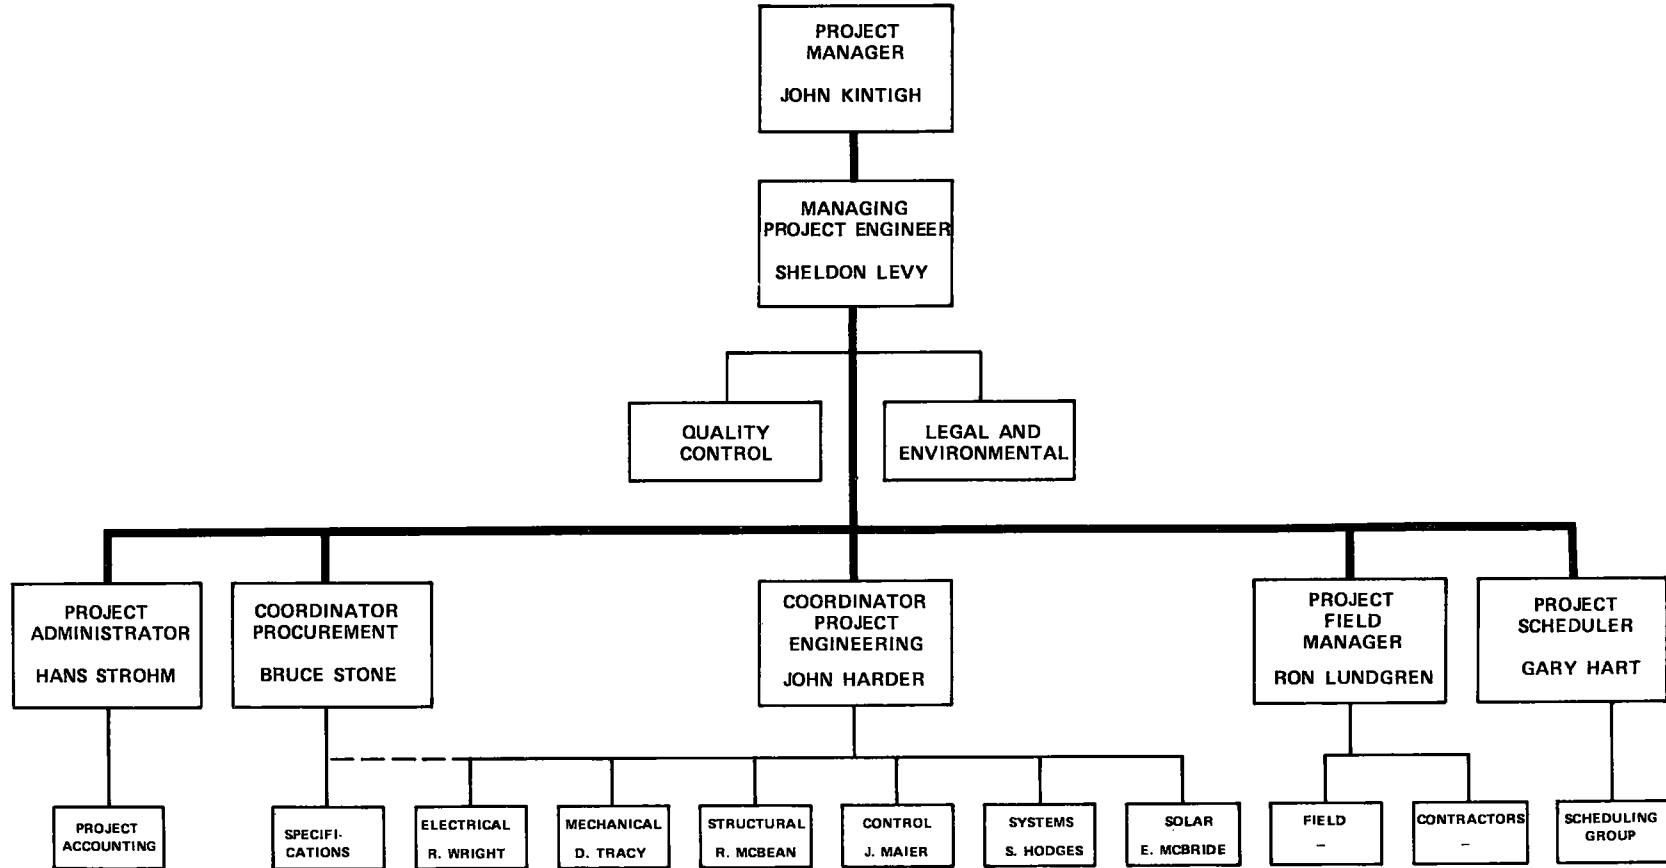 PROJECT
MANAGER
JOHN KINTIGH
MANAGING
PROJECT ENGINEER
SHELDON LEVY
QUALITY
CONTROL
LEGAL AND
ENVIRONMENTAL
PROJECT
ADMINISTRATOR
HANS STROHM
COORDINATOR
PROCUREMENT
BRUCE STONE
COORDINATOR
PROJECT
ENGINEERING
JOHN HARDER
PROJECT
FIELD
MANAGER
RON LUNDGREN
PROJECT
SCHEDULER
GARY HART
PROJECT
ACCOUNTING
SPECIFI-
CATIONS
ELECTRICAL
R. WRIGHT
MECHANICAL
D. TRACY
STRUCTURAL
R. MCBEAN
CONTROL
J. MAIER
SYSTEMS
S. HODGES
SOLAR
E. MCBRIDE
FIELD
–
CONTRACTORS
–
SCHEDULING
GROUP